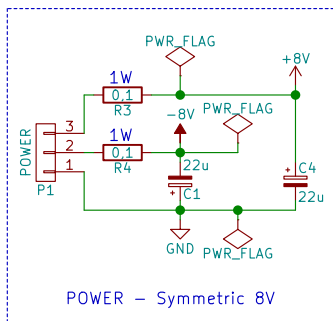 PWR_FLAG
+8V
1W
0,1
R3
PWR_FLAG
-8V
POWER
3
2
1
P1
1W
0,1
R4
22u
+
C1
+
C4
22u
GND
PWR_FLAG
POWER - Symmetric 8V